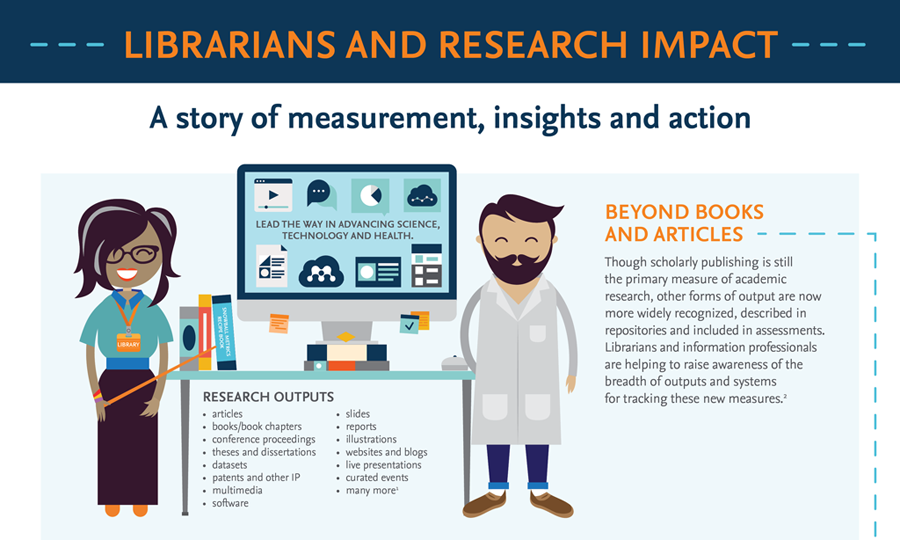 LIBRARIANS AND RESEARCH IMPACT
A story of measurement, insights and action
LEAD THE WAY IN ADVANCING SCIENCE,
TECHNOLOGY AND HEALTH.
SNOWBALL METRICS
RECIPE BOOK
LIBRARY
RESEARCH OUTPUTS
• articles
• books/book chapters
• conference proceedings
• theses and dissertations
• datasets
• patents and other IP
• multimedia
• software
• slides
• reports
• illustrations
• websites and blogs
• live presentations
• curated events
• many more¹
BEYOND BOOKS
AND ARTICLES
Though scholarly publishing is still
the primary measure of academic
research, other forms of output are now
more widely recognized, described in
repositories and included in assessments.
Librarians and information professionals
are helping to raise awareness of the
breadth of outputs and systems
for tracking these new measures.²